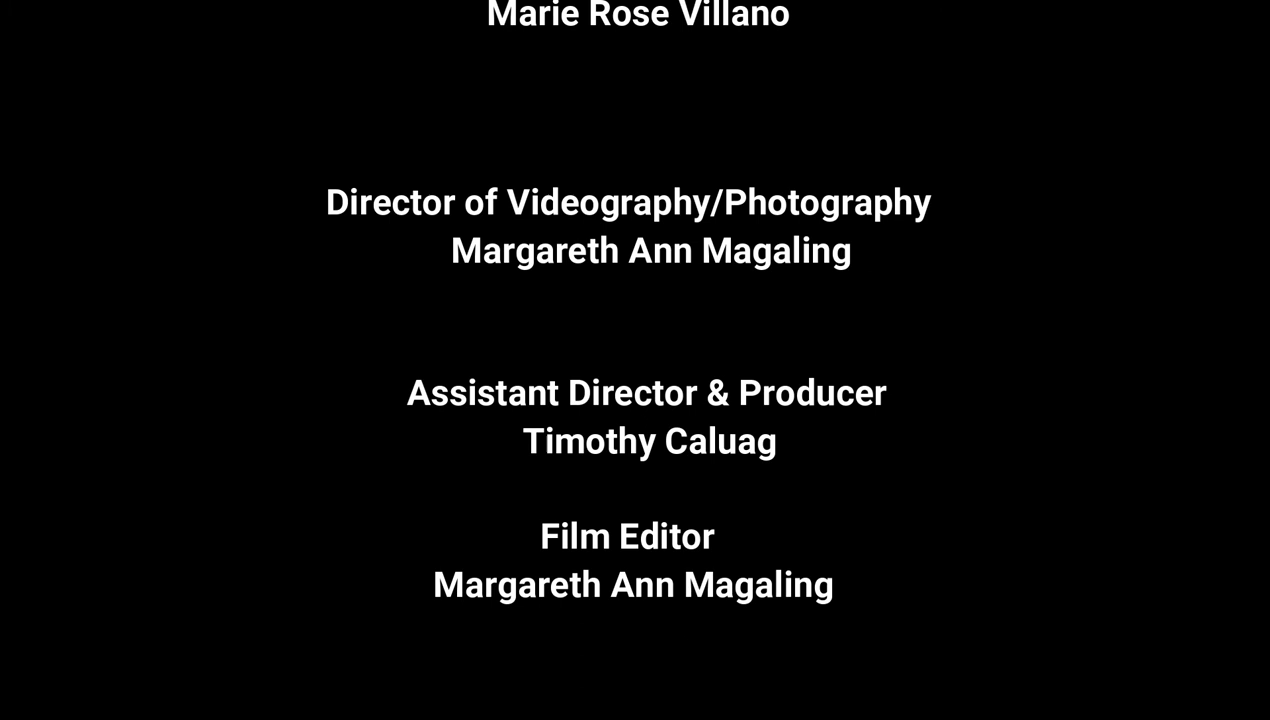 Marie Rose Villano
Director of Videography/Photography
Margareth Ann Magaling
Assistant Director & Producer
Timothy Caluag
Film Editor
Margareth Ann Magaling